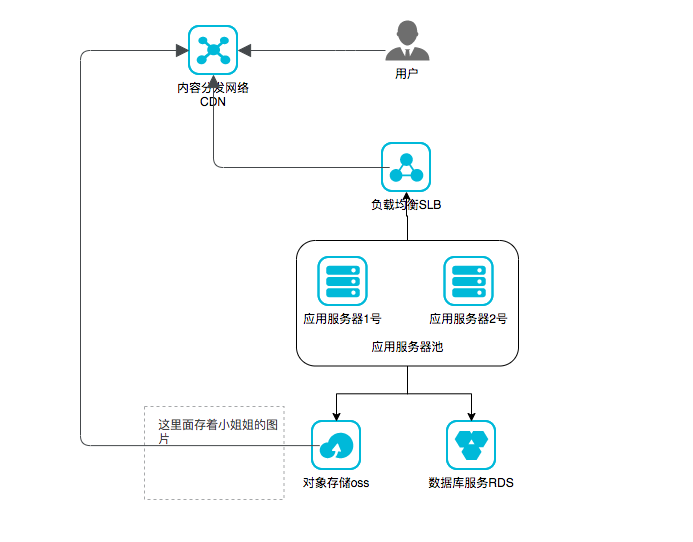 用户
内容分发网络
CDN
负载均衡SLB
应用服务器1号
应用服务器2号
应用服务器池
这里面存着小姐姐的图
片
对象存储oss
数据库服务RDS